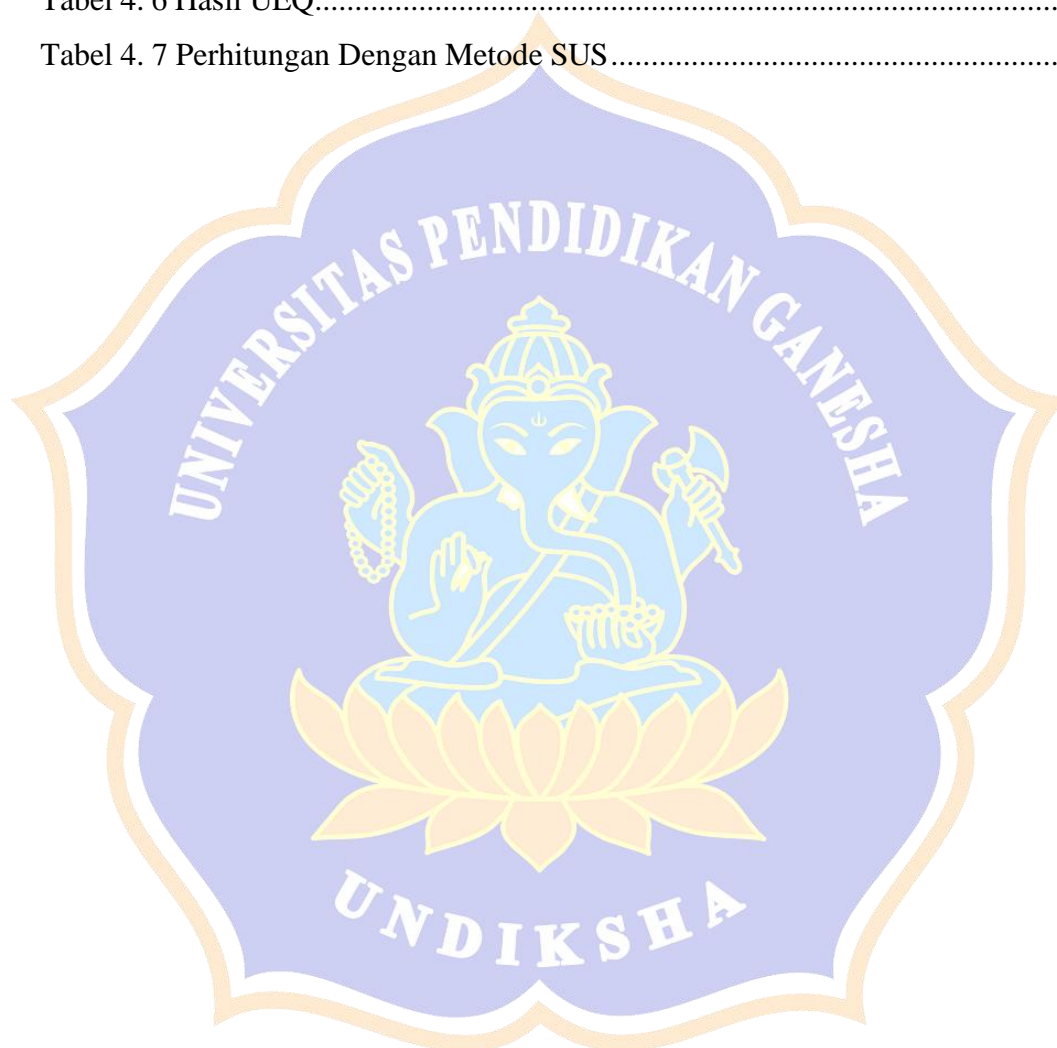 Tabel 4. 6 Hasil UEQ
Tabel 4. 7 Perhitungan Dengan Metode SUS
UNIVERSITAS PENDIDIKAN GANESHA
UNDIKSHA